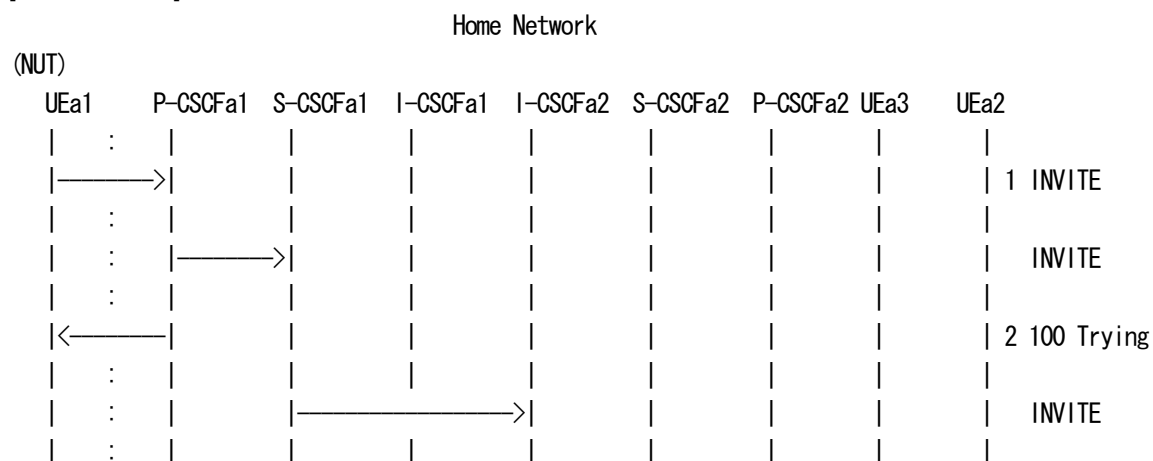 Home Network
(NUT)
UEa1 P-CSCFa1 S-CSCFa1 I-CSCFa1 I-CSCFa2 S-CSCFa2 P-CSCFa2 UEa3 UEa2
| : | | | | | | | |
|-------->| | | | | | | | 1 INVITE
| : | | | | | | | |
| : |-------->| | | | | | | INVITE
| : | | | | | | | |
|<--------| | | | | | | | 2 100 Trying
| : | | | | | | | |
| : | |------------------>| | | | | INVITE
| : | | | | | | | |